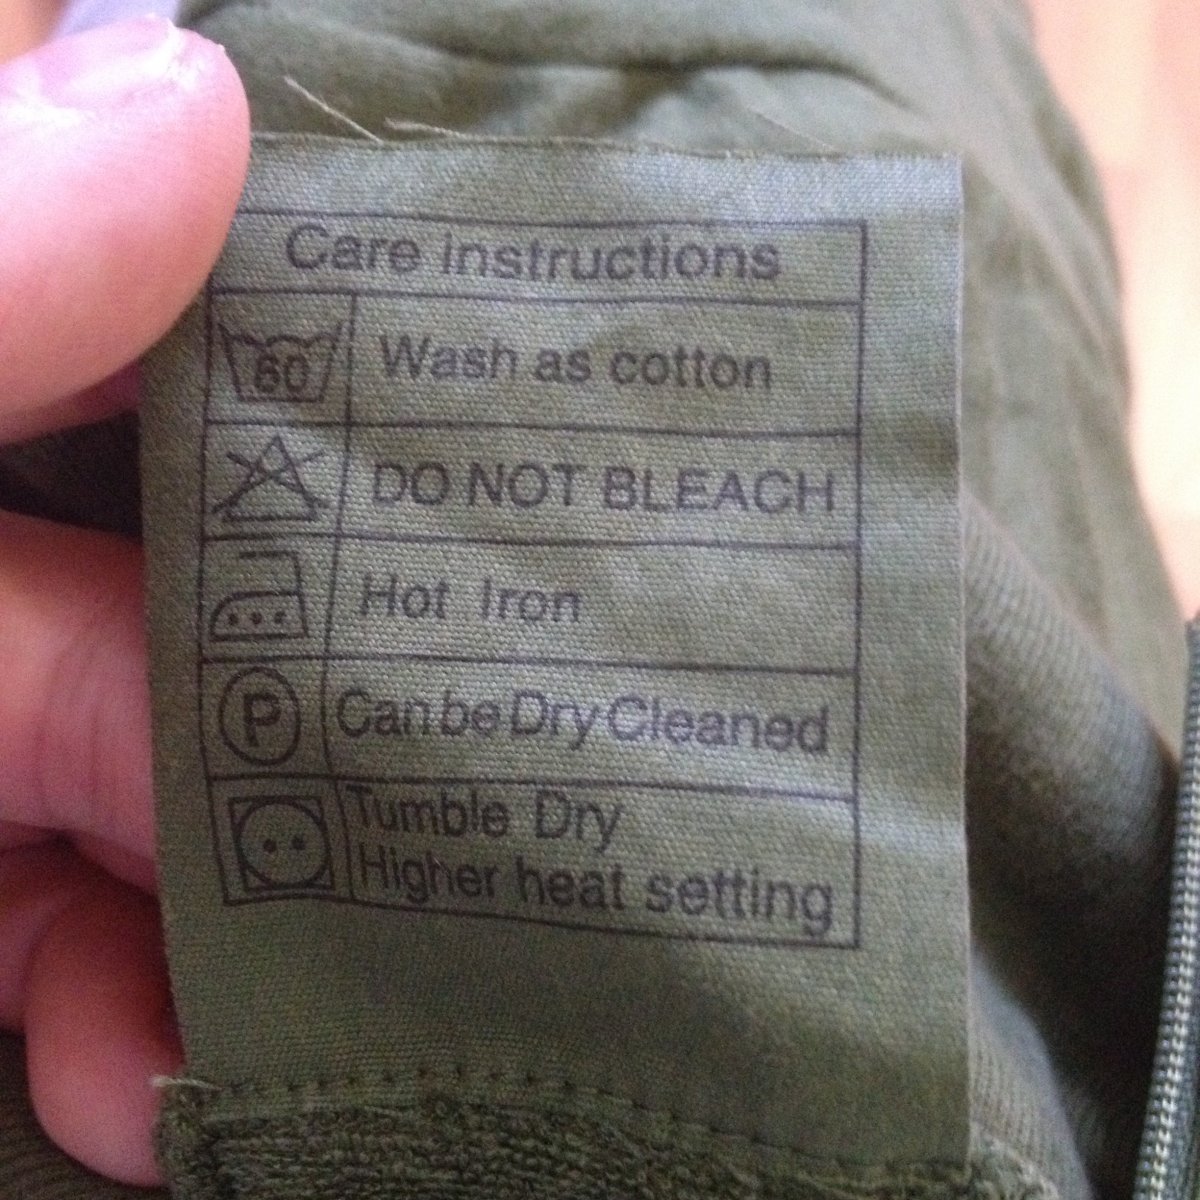 Care instructions
60 Wash as cotton
DO NOT BLEACH
Hot Iron
P Can be Dry Cleaned
Tumble Dry
Higher heat setting